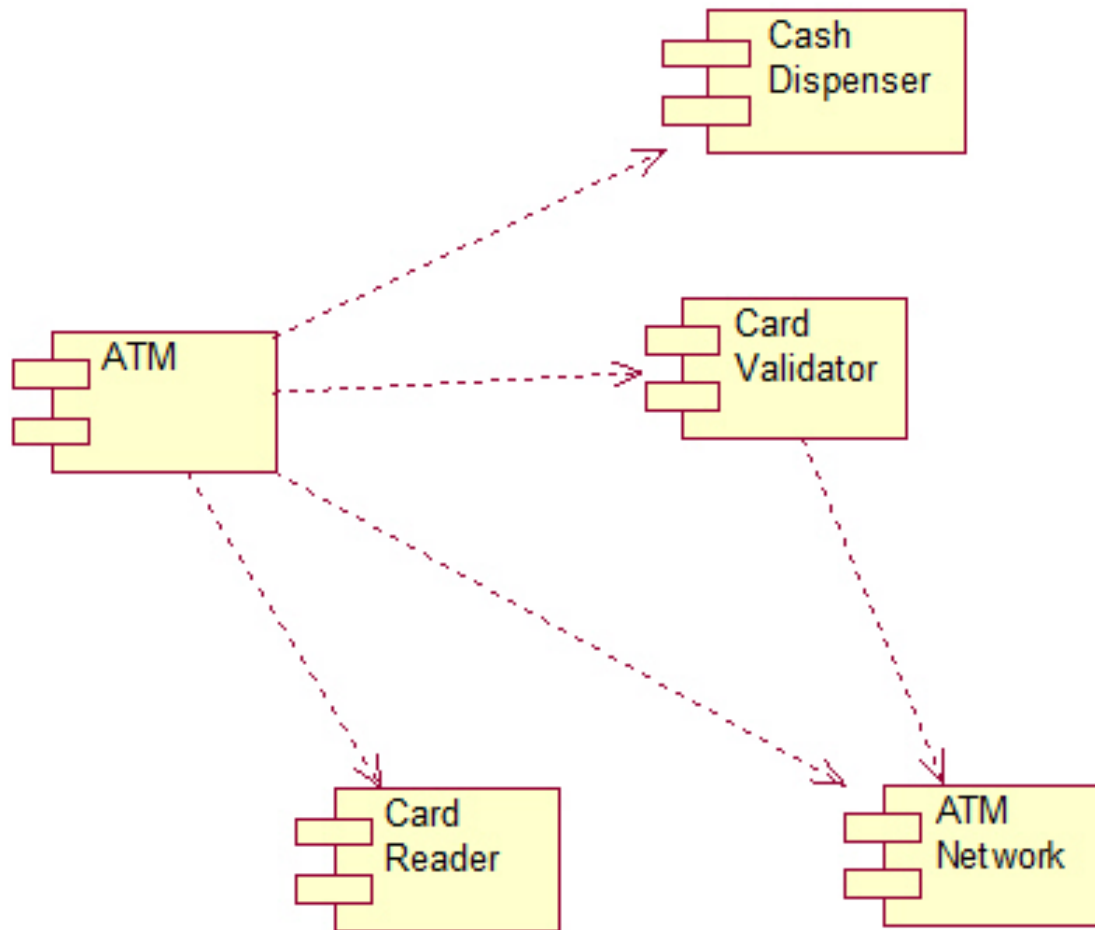 Cash
Dispenser
ATM
Card
Validator
Card
Reader
ATM
Network